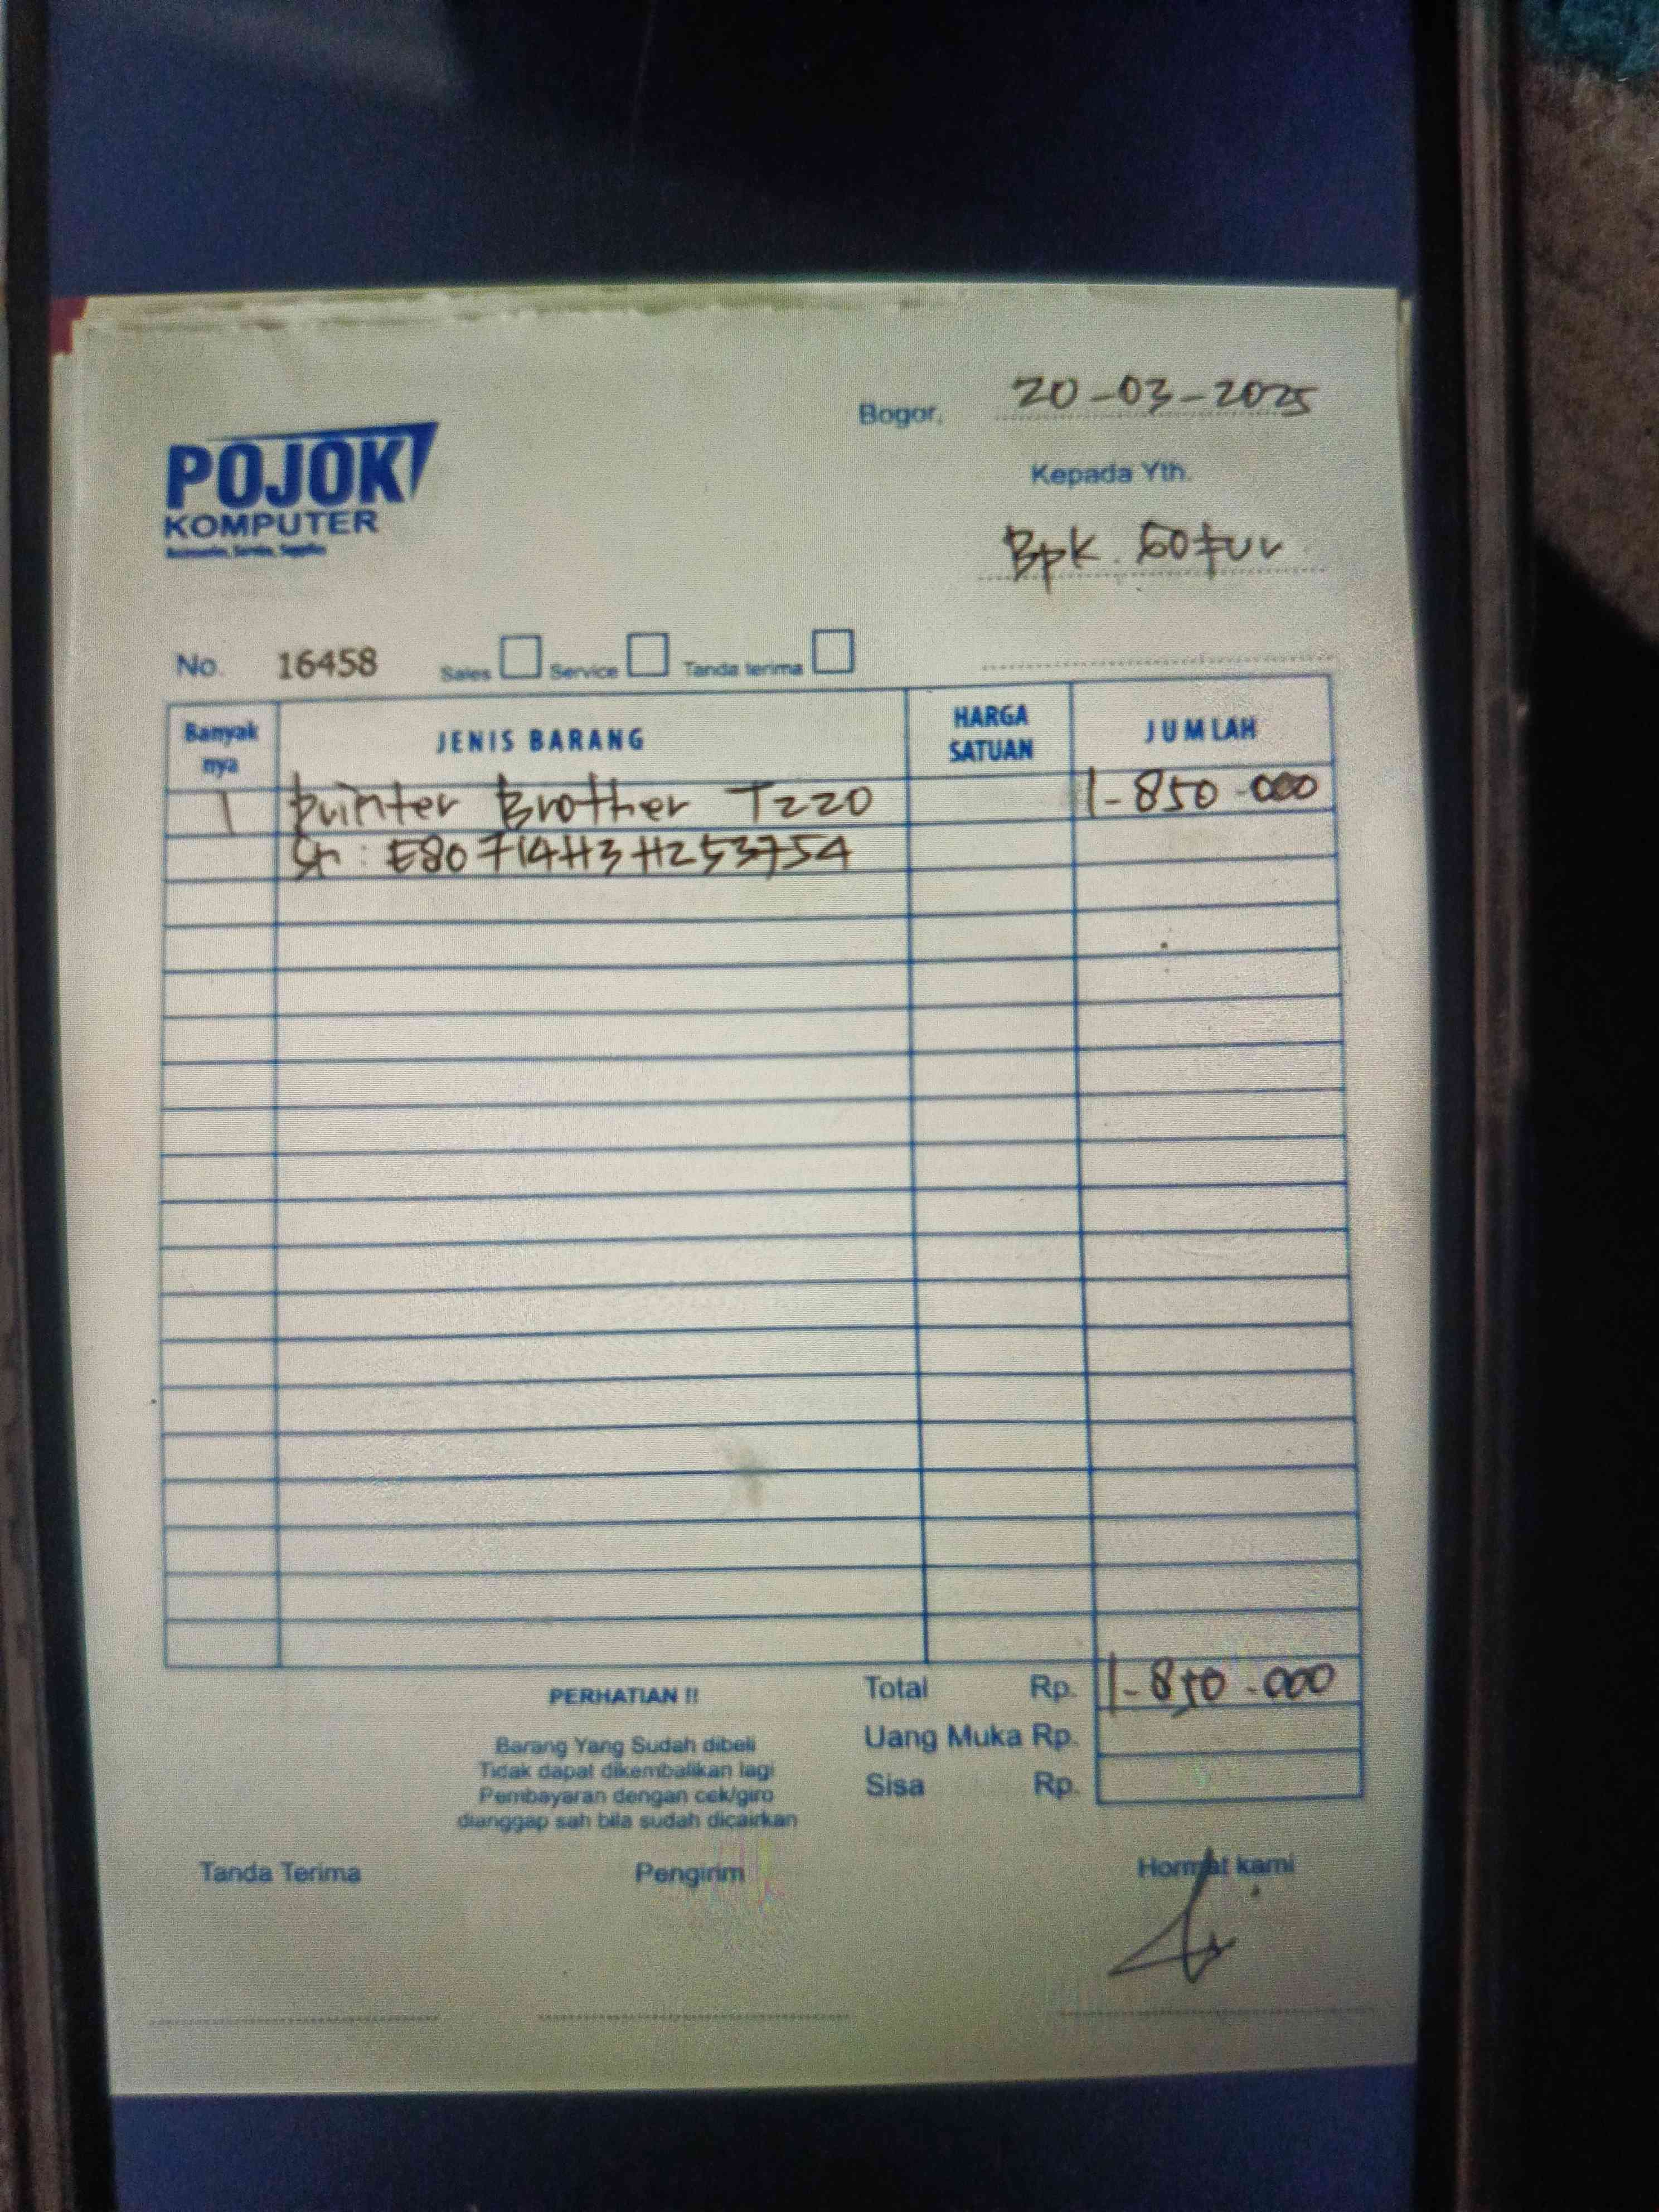 Bogor, 20-03-2025
POJOK
KOMPUTER
Kepada Yth.
Bpk.
No. 16458 Sales Service Tanda terima
Banyak nya JENIS BARANG HARGA SATUAN JUMLAH
1 Printer Brother T220 1-850-000
Sn: E80714H3H253754
Total Rp. 1-850-000
Uang Muka Rp.
Sisa Rp.
PERHATIAN !!
Barang Yang Sudah dibeli
Tidak dapat dikembalikan lagi
Pembayaran dengan cek/giro
dianggap sah bila sudah dicairkan
Tanda Terima Pengirim Hormat kami